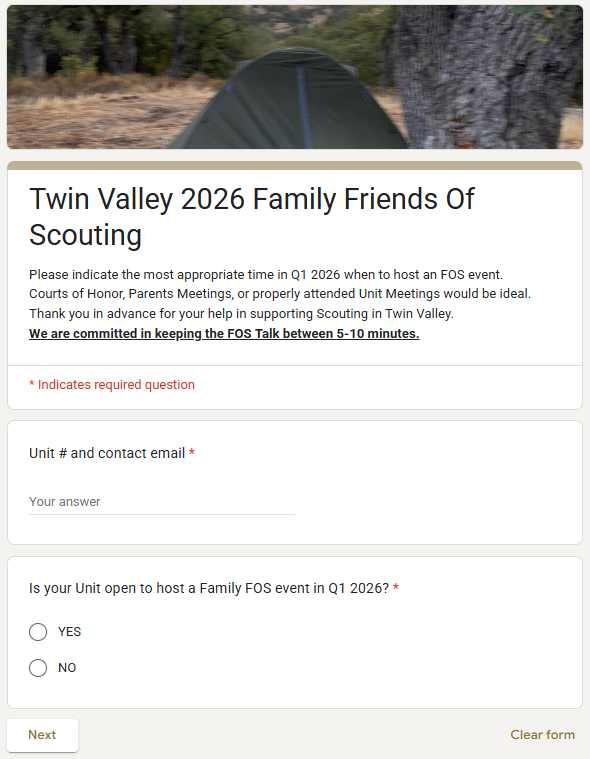 Twin Valley 2026 Family Friends Of
Scouting
Please indicate the most appropriate time in Q1 2026 when to host an FOS event.
Courts of Honor, Parents Meetings, or properly attended Unit Meetings would be ideal.
Thank you in advance for your help in supporting Scouting in Twin Valley.
We are committed in keeping the FOS Talk between 5-10 minutes.
* Indicates required question
Unit # and contact email *
Your answer
Is your Unit open to host a Family FOS event in Q1 2026? *
YES
NO
Next
Clear form